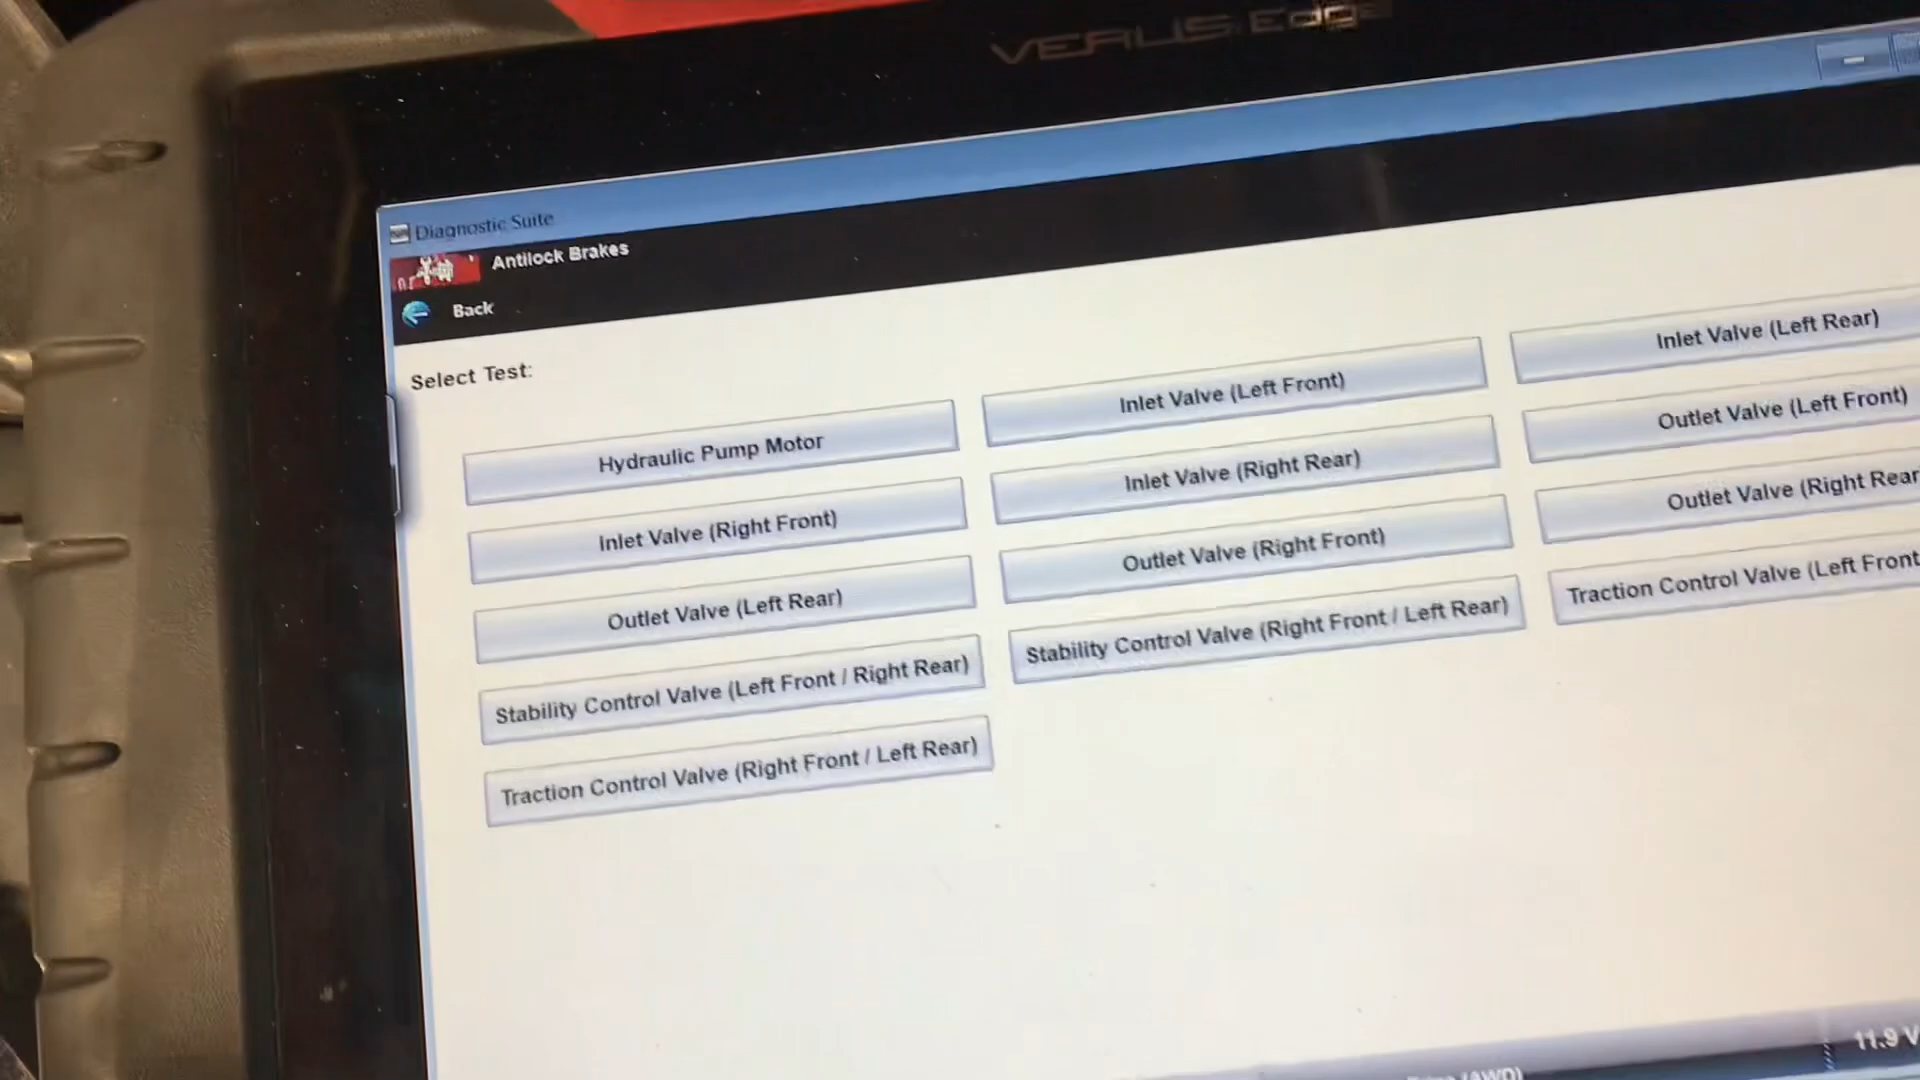 VERUS Edge
Diagnostic Suite
Antilock Brakes
Back
Select Test:
Hydraulic Pump Motor
Inlet Valve (Left Front)
Inlet Valve (Left Rear)
Inlet Valve (Right Front)
Inlet Valve (Right Rear)
Outlet Valve (Left Front)
Outlet Valve (Left Rear)
Outlet Valve (Right Front)
Outlet Valve (Right Rear
Stability Control Valve (Left Front / Right Rear)
Stability Control Valve (Right Front / Left Rear)
Traction Control Valve (Left Front
Traction Control Valve (Right Front / Left Rear)
11.9 V
(AWD)